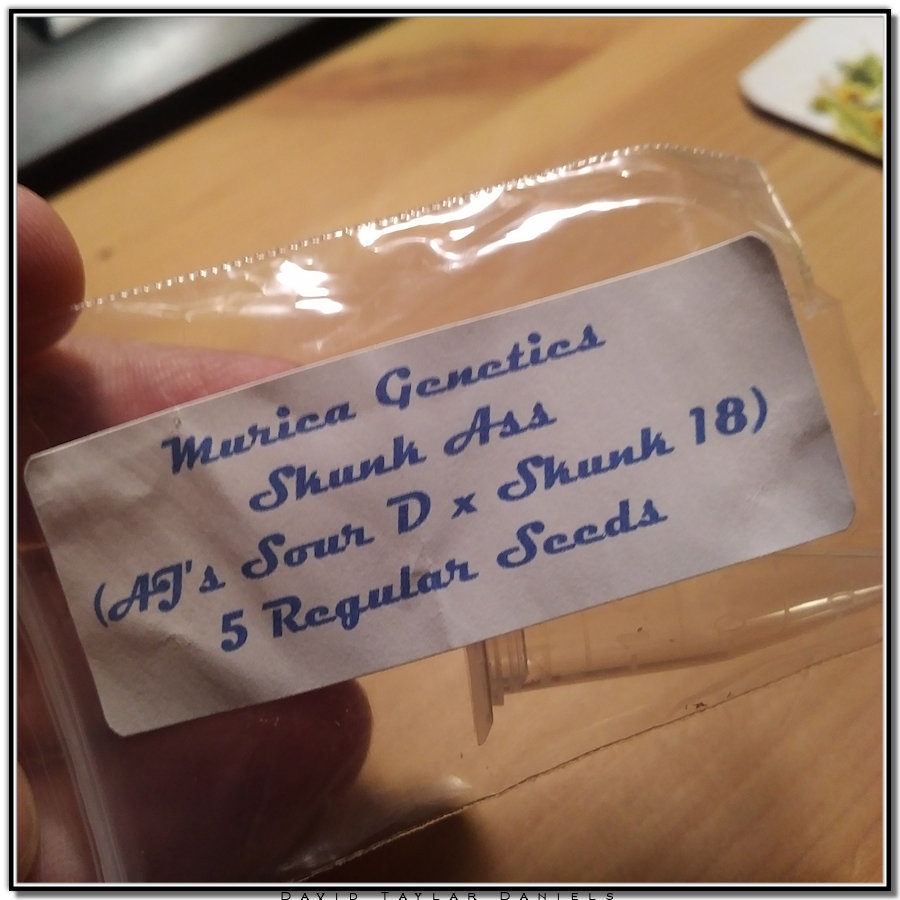 Murica Genetics
Skunk Ass
(AJ's Sour D x Skunk 18)
5 Regular Seeds
David Taylar Daniels